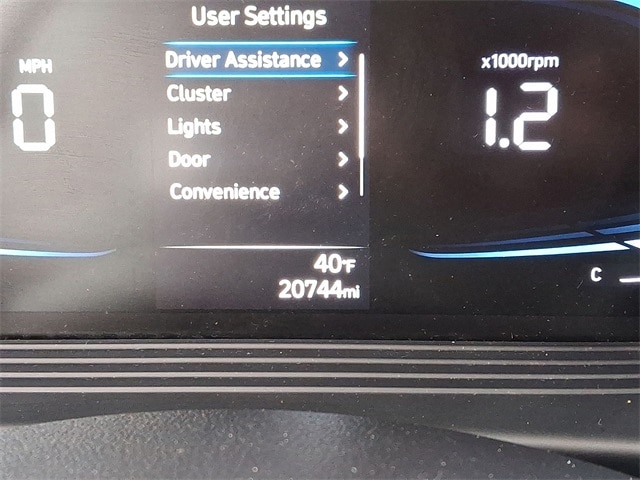 User Settings
MPH
0
Driver Assistance >
Cluster >
Lights >
Door >
Convenience >
x1000rpm
1.2
40°F
20744mi
C